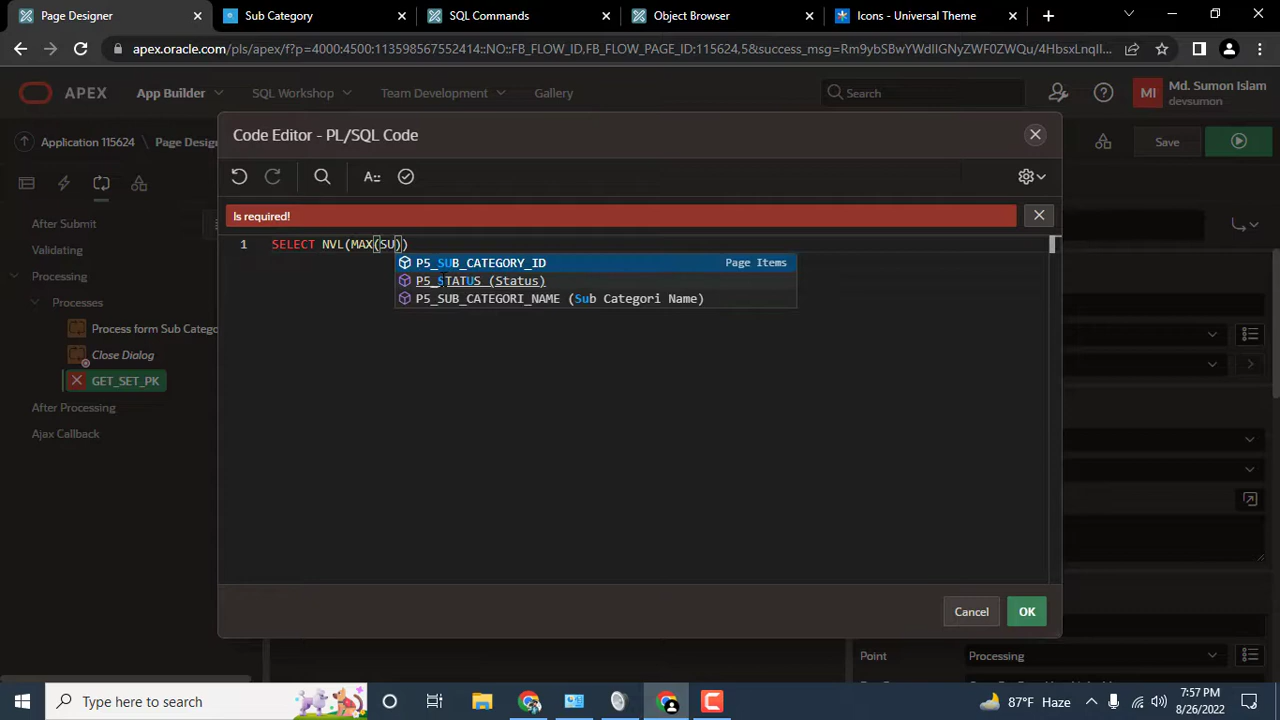 Page Designer
Sub Category
SQL Commands
Object Browser
Icons - Universal Theme
apex.oracle.com/pls/apex/f?p=4000:4500:113598567552414::NO::FB_FLOW_ID,FB_FLOW_PAGE_ID:115624,5&success_msg=Rm9ybSBwYWdlIGNyZWF0ZWQu/4HbsxLnqI...
APEX
App Builder
SQL Workshop
Team Development
Gallery
Search
MI
Md. Sumon Islam
devsumon
Application 115624
Page Desig
Save
Code Editor - PL/SQL Code
Is required!
After Submit
Validating
Processing
Processes
Process form Sub Catego
Close Dialog
GET_SET_PK
After Processing
Ajax Callback
1 SELECT NVL(MAX(SU))
P5_SUB_CATEGORY_ID Page Items
P5_STATUS (Status)
P5_SUB_CATEGORI_NAME (Sub Categori Name)
Cancel
OK
Point
Processing
Type here to search
87°F Haze
7:57 PM
8/26/2022